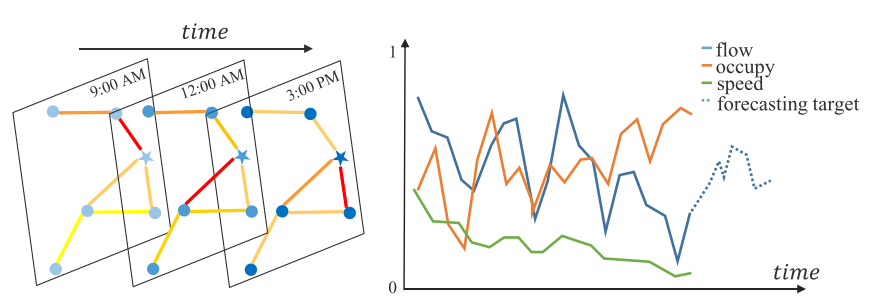 time
9:00 AM
12:00 AM
3:00 PM
1
flow
occupy
speed
forecasting target
0
time